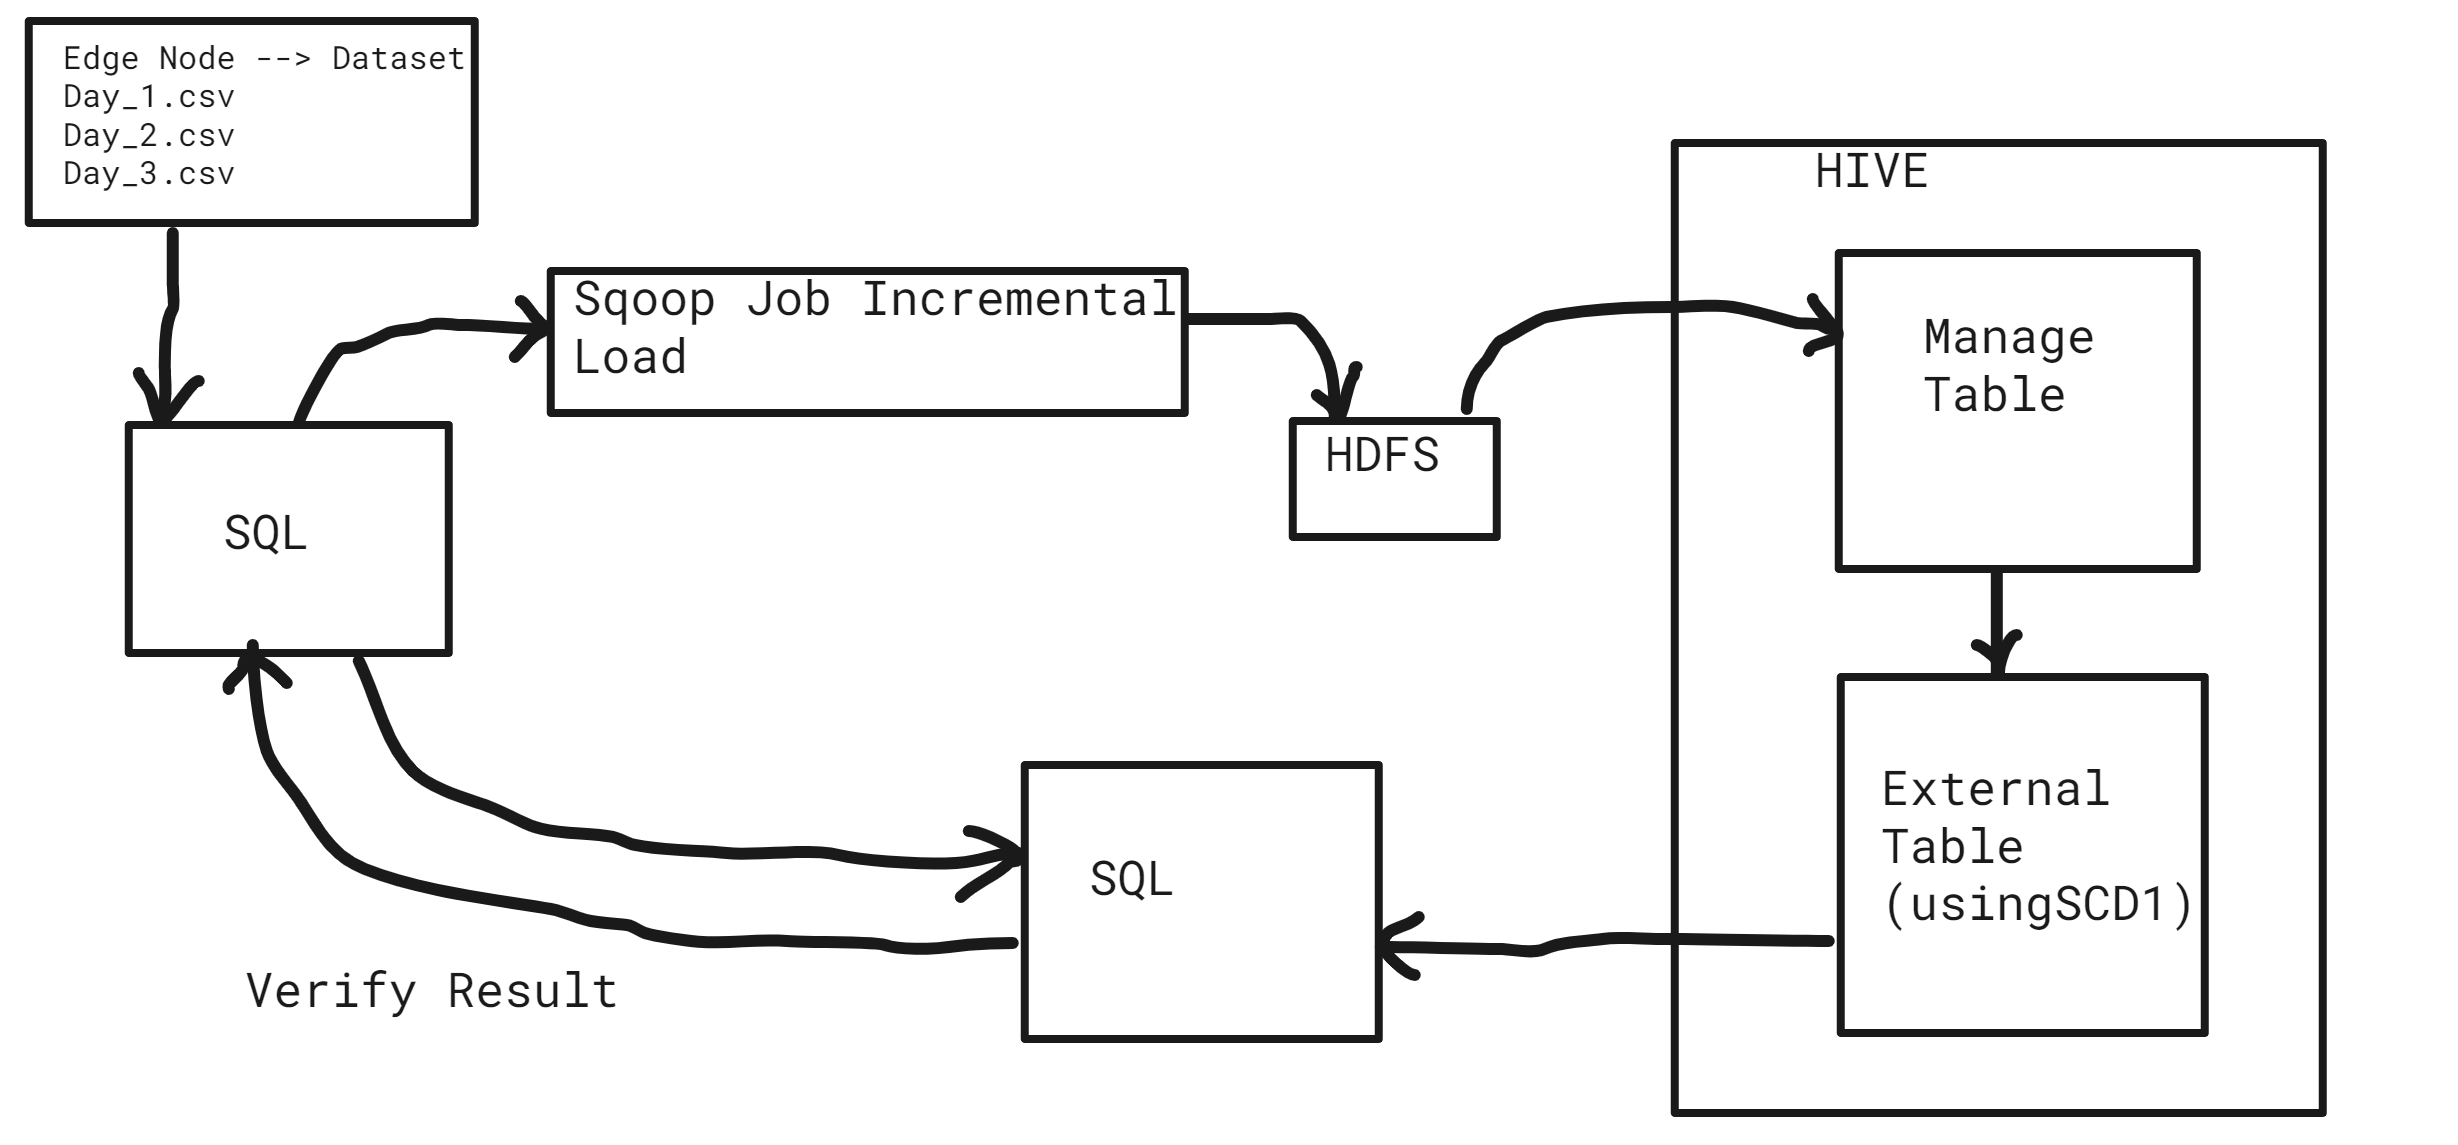 Edge Node --> Dataset
Day_1.csv
Day_2.csv
Day_3.csv
HIVE
Sqoop Job Incremental
Load
Manage
Table
HDFS
SQL
External
Table
(usingSCD1)
SQL
Verify Result